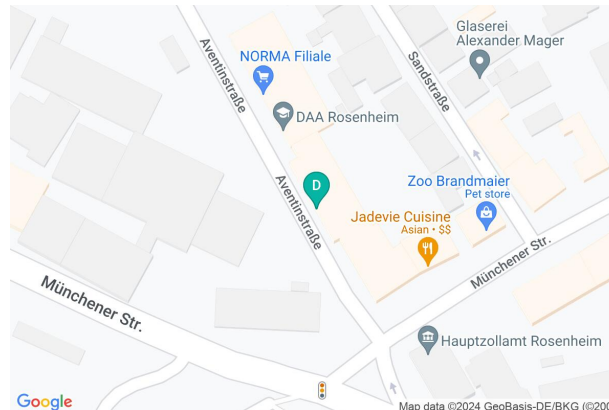 Glaserei
Alexander Mager
Aventinstraße
NORMA Filiale
Sandstraße
DAA Rosenheim
Aventinstraße
D
Zoo Brandmaier
Pet store
Jadevie Cuisine
Asian • $$
Münchener Str.
Münchener Str.
Hauptzollamt Rosenheim
Google
Map data ©2024 GeoBasis-DE/BKG (©200